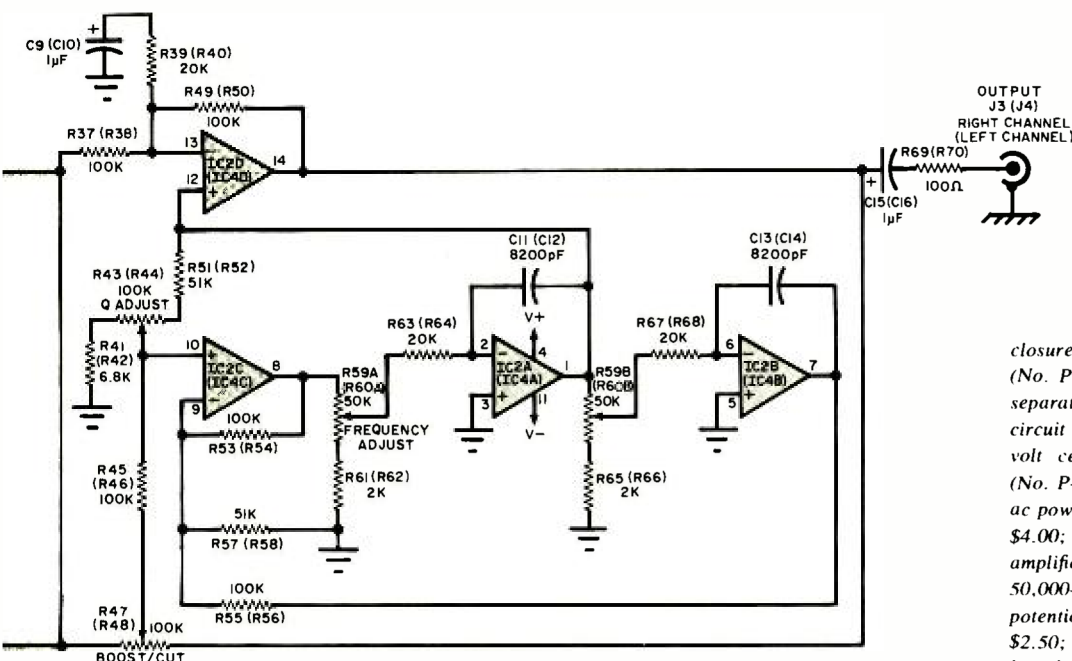 C9 (C10)
1µF
+
R39 (R40)
20K
R49 (R50)
100K
R37 (R38)
100K
13
-
IC2D
(IC4D)
14
12
+
OUTPUT
J3 (J4)
RIGHT CHANNEL
(LEFT CHANNEL)
R69 (R70)
100Ω
+
C15 (C16)
1µF
R43 (R44)
100K
Q ADJUST
R51 (R52)
51K
R41
(R42)
6.8K
10
+
IC2C
(IC4C)
8
9
-
100K
R53 (R54)
R59A
(R60A)
50K
FREQUENCY
ADJUST
R61 (R62)
2K
R63 (R64)
20K
C11 (C12)
8200pF
V+
2
-
4
IC2A
(IC4A)
1
3
+
11
V-
R59B
(R60B)
50K
R65 (R66)
2K
R67 (R68)
20K
C13 (C14)
8200pF
6
-
IC2B
(IC4B)
7
5
+
R45
(R46)
100K
51K
R57 (R58)
100K
R55 (R56)
R47
(R48)
100K
BOOST/CUT
closure
(No. P
separat
circuit
volt ce
(No. P-
ac pow
$4.00;
amplifie
50,000-
potentic
$2.50;